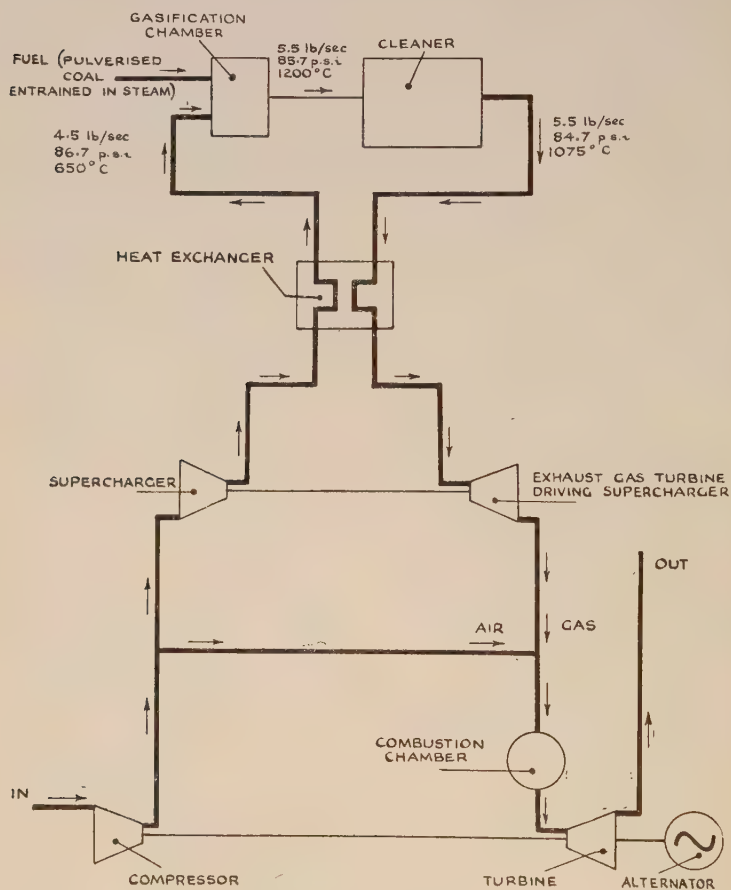 GASIFICATION
CHAMBER
FUEL (PULVERISED
COAL
ENTRAINED IN STEAM)
5.5 lb/sec
85.7 p.s.i
1200°C
CLEANER
4.5 lb/sec
86.7 p.s.i
650°C
5.5 lb/sec
84.7 p.s.i
1075°C
HEAT EXCHANGER
SUPERCHARGER
EXHAUST GAS TURBINE
DRIVING SUPERCHARGER
OUT
AIR
GAS
COMBUSTION
CHAMBER
IN
COMPRESSOR
TURBINE
ALTERNATOR